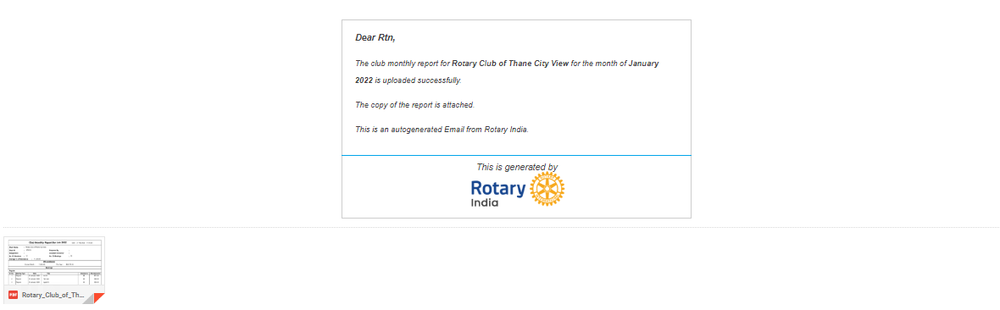 Dear Rtn,
The club monthly report for Rotary Club of Thane City View for the month of January
2022 is uploaded successfully.
The copy of the report is attached.
This is an autogenerated Email from Rotary India.
This is generated by
Rotary
India
PDF Rotary_Club_of_Th...